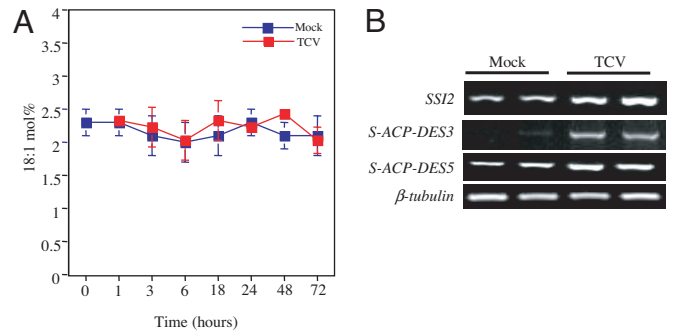 A
Mock
TCV
4
3.5
3
2.5
2
1.5
1
0.5
0
18:1 mol%
0 1 3 6 18 24 48 72
Time (hours)
B
Mock TCV
SSI2
S-ACP-DES3
S-ACP-DES5
β-tubulin